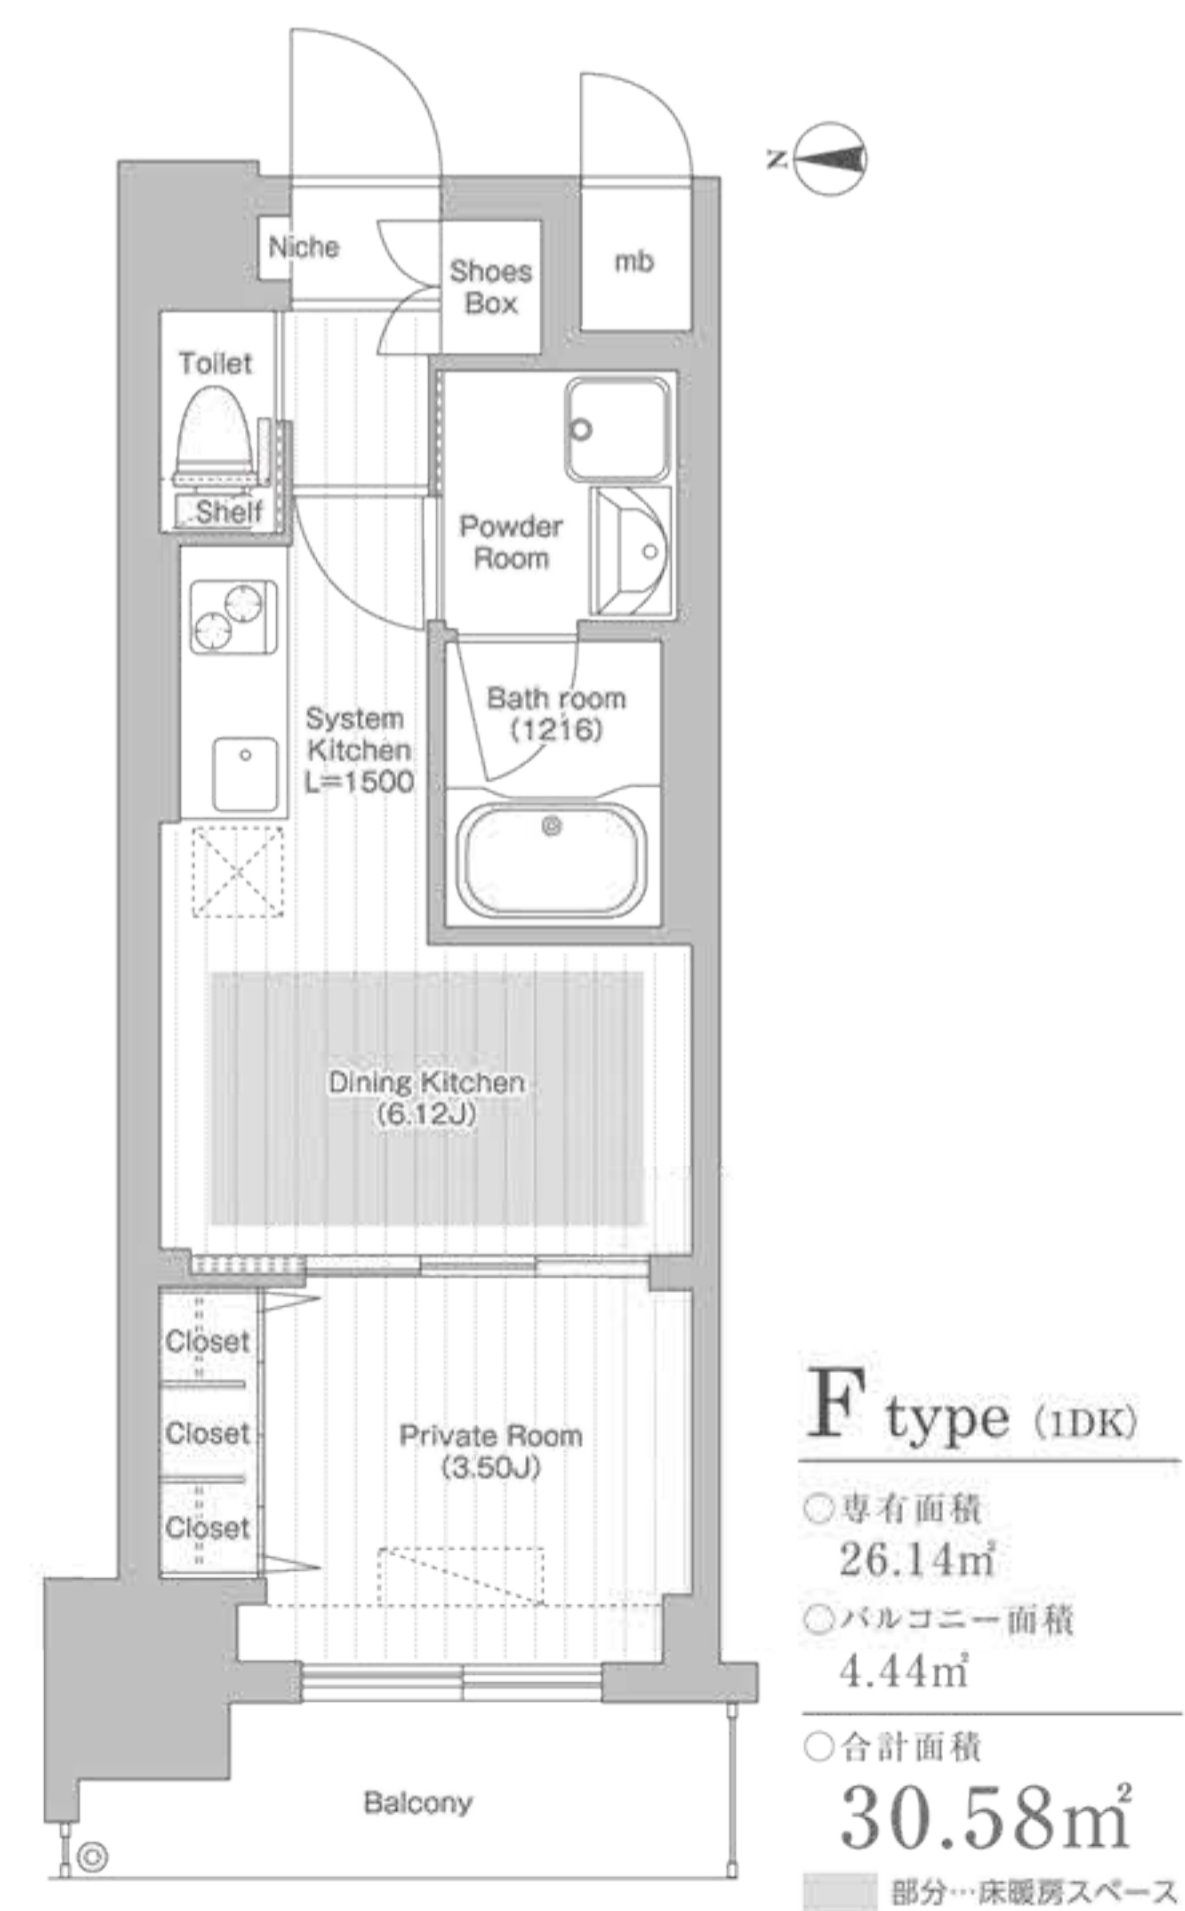 N
Niche
Shoes
Box
mb
Toilet
Shelf
Powder
Room
System
Kitchen
L=1500
Bath room
(1216)
Dining Kitchen
(6.12J)
Closet
Closet
Closet
Private Room
(3.50J)
Balcony
F type (1DK)
○専有面積
26.14㎡
○バルコニー面積
4.44㎡
○合計面積
30.58㎡
部分…床暖房スペース